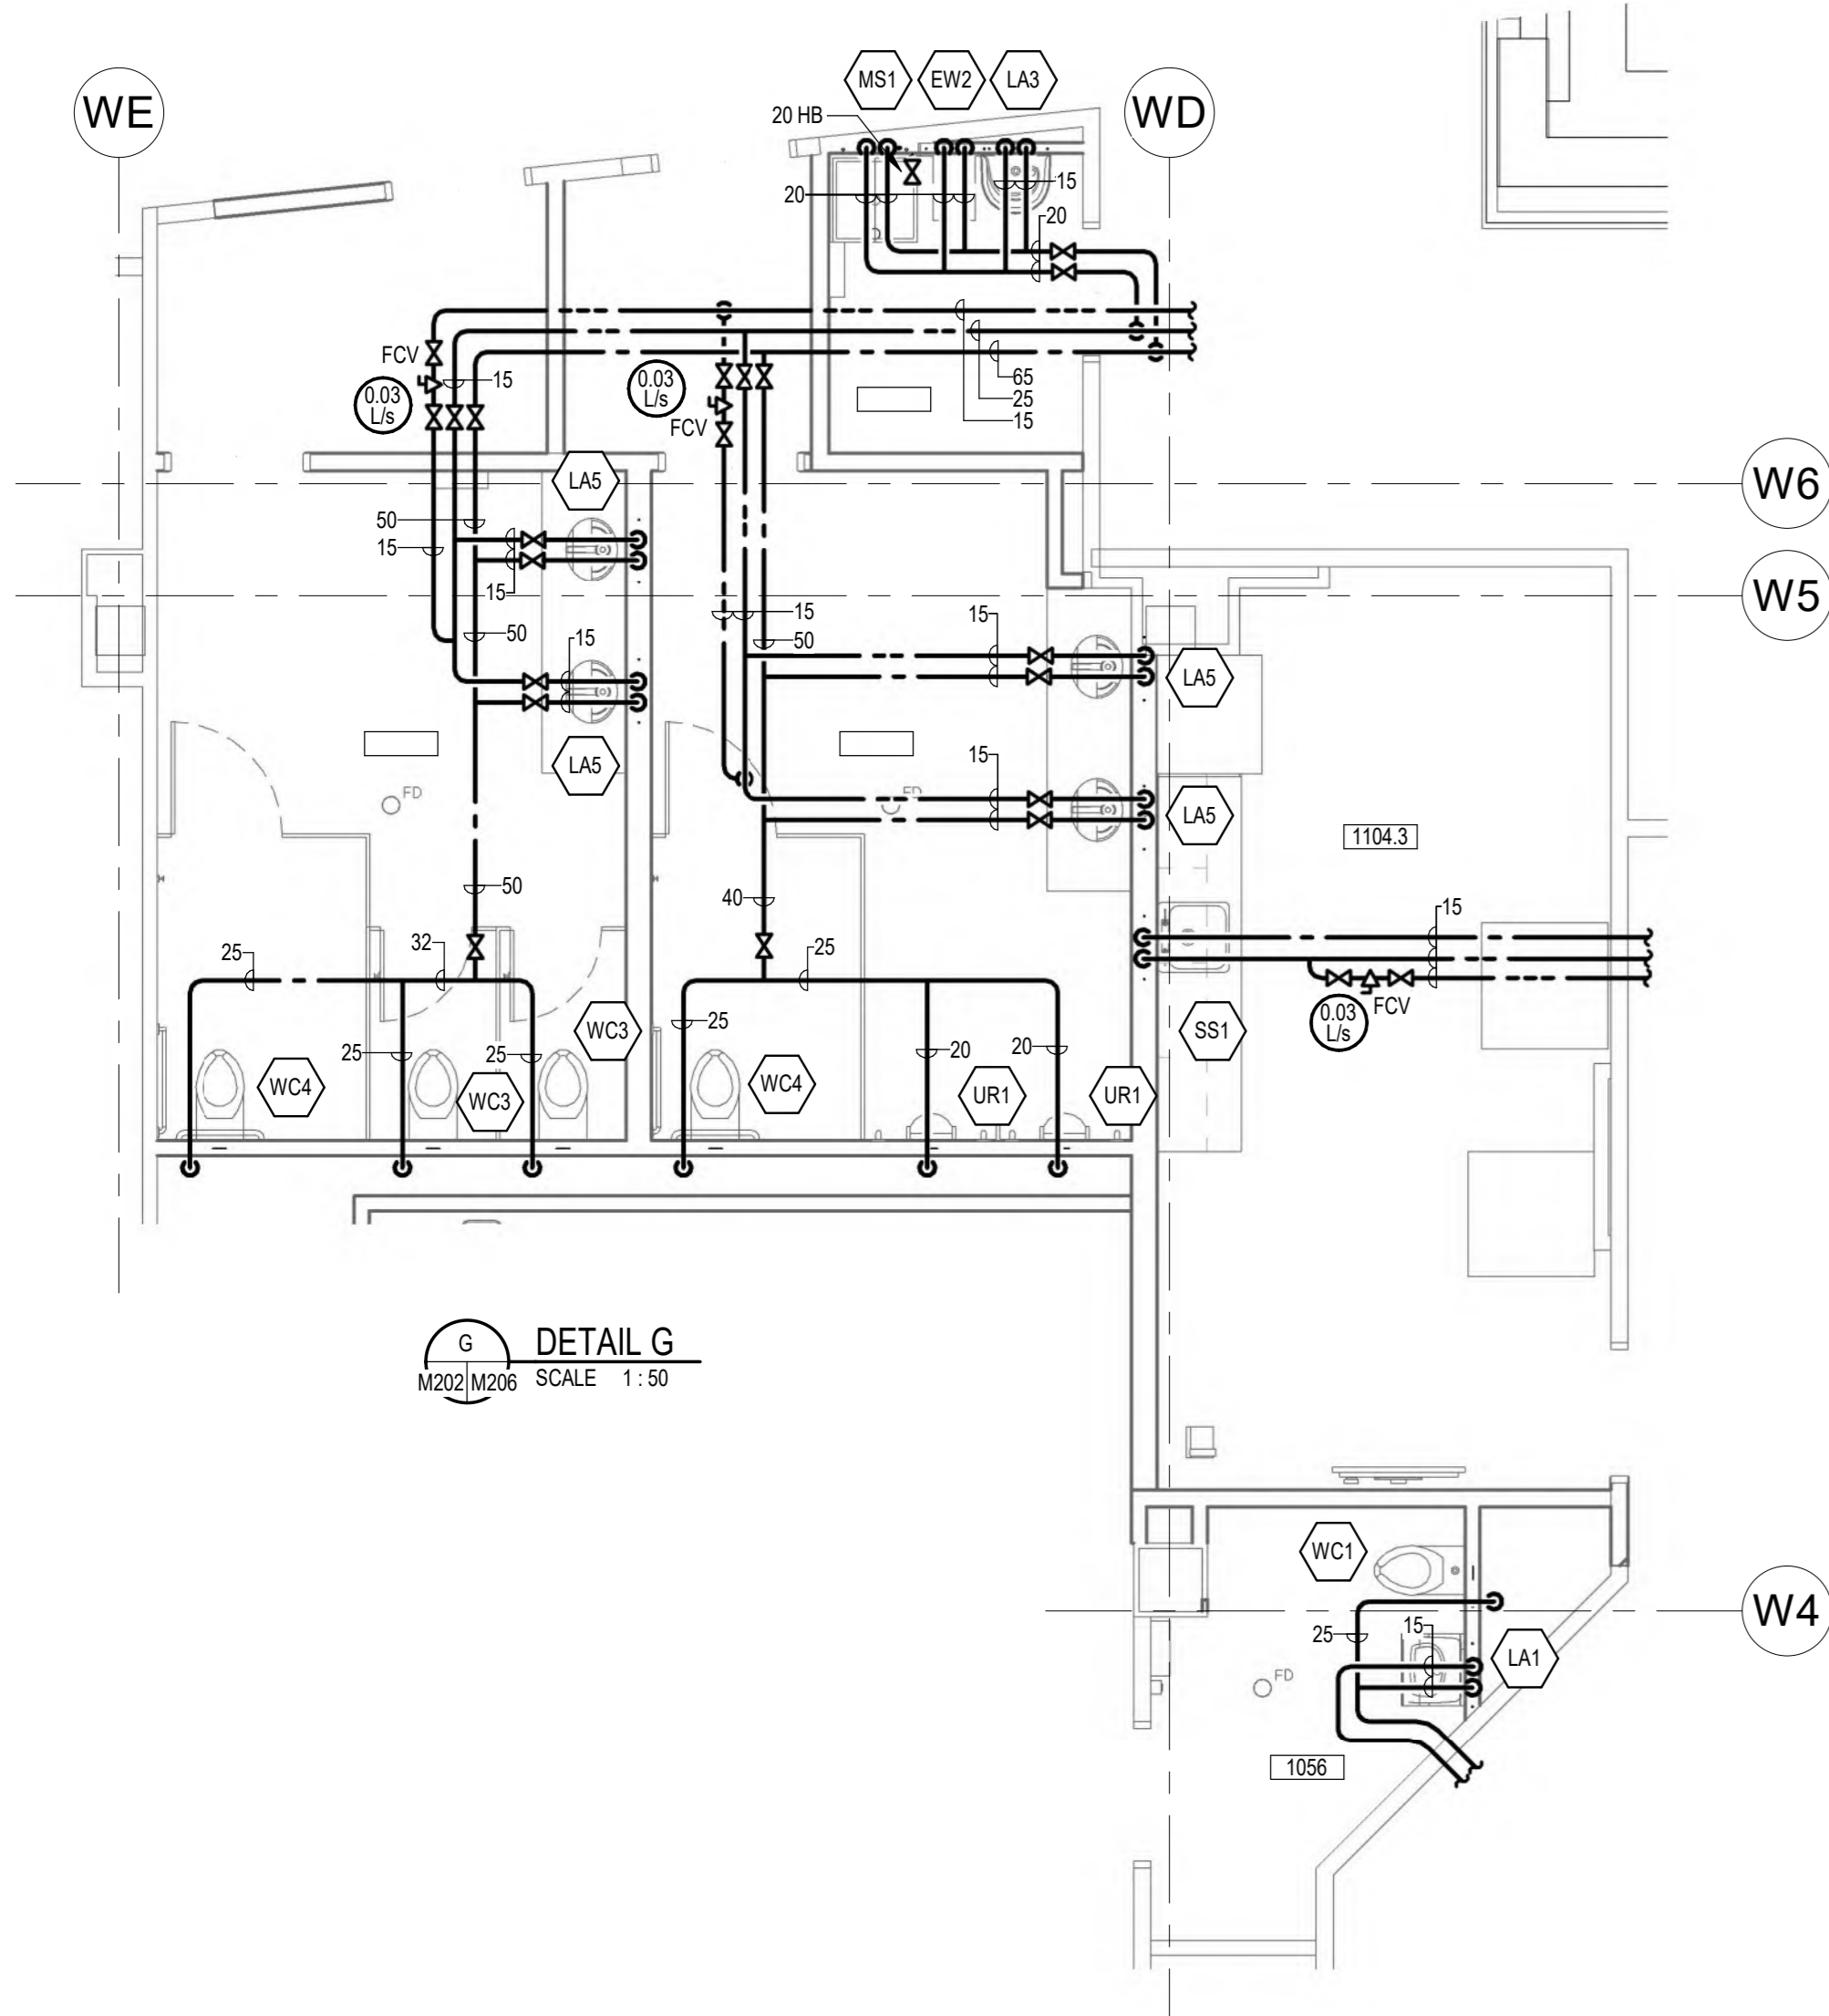 MS1 EW2 LA3
WE
WD
20 HB
20
15
20
FCV
15
0.03
L/s
0.03
L/s
FCV
65
25
15
W6
LA5
50
15
15
W5
50
15
15
50
15
LA5
LA5
15
FD
FD
LA5
1104.3
50
40
15
25
32
25
0.03
L/s
FCV
25
WC3
SS1
25
25
20
20
WC4
WC3
WC4
UR1
UR1
G
M202 M206
DETAIL G
SCALE 1 : 50
WC1
W4
25
15
LA1
FD
1056